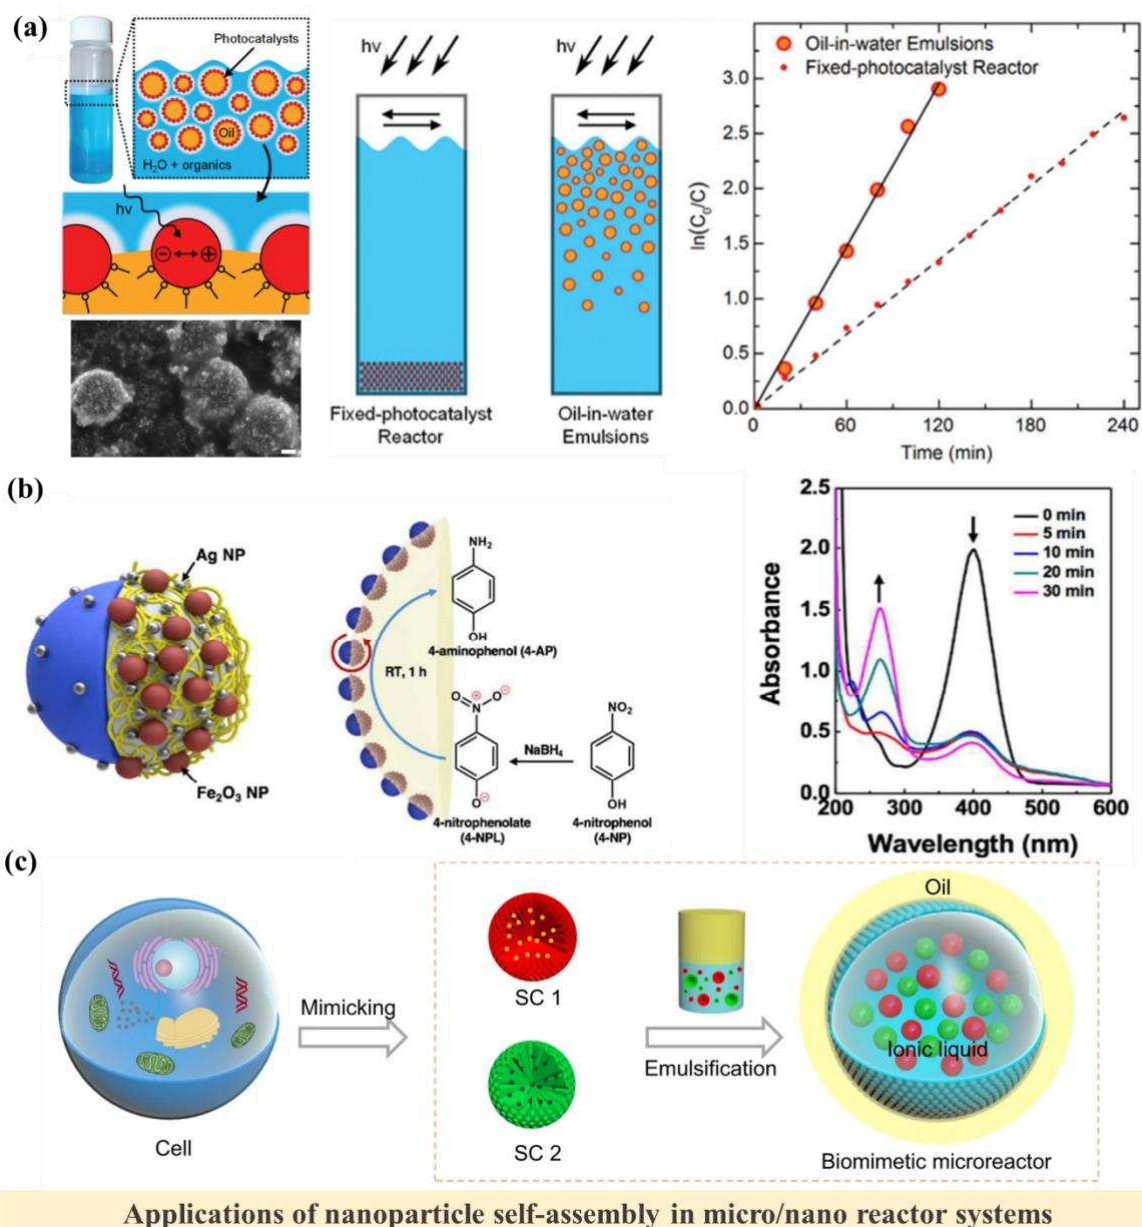 (a)
Photocatalysts
Oil
H₂O + organics
hν
hν
Fixed-photocatalyst
Reactor
hν
Oil-in-water
Emulsions
Oil-in-water Emulsions
Fixed-photocatalyst Reactor
3.0
2.5
2.0
1.5
1.0
0.5
0.0
ln(C₀/C)
0 60 120 180 240
Time (min)
(b)
Ag NP
Fe₂O₃ NP
NH₂
OH
4-aminophenol (4-AP)
RT, 1 h
O N O
O
4-nitrophenolate
(4-NPL)
NaBH₄
NO₂
OH
4-nitrophenol
(4-NP)
2.5
2.0
1.5
1.0
0.5
0.0
Absorbance
0 min
5 min
10 min
20 min
30 min
200 300 400 500 600
Wavelength (nm)
(c)
Cell
Mimicking
SC 1
SC 2
Emulsification
Oil
Ionic liquid
Biomimetic microreactor
Applications of nanoparticle self-assembly in micro/nano reactor systems